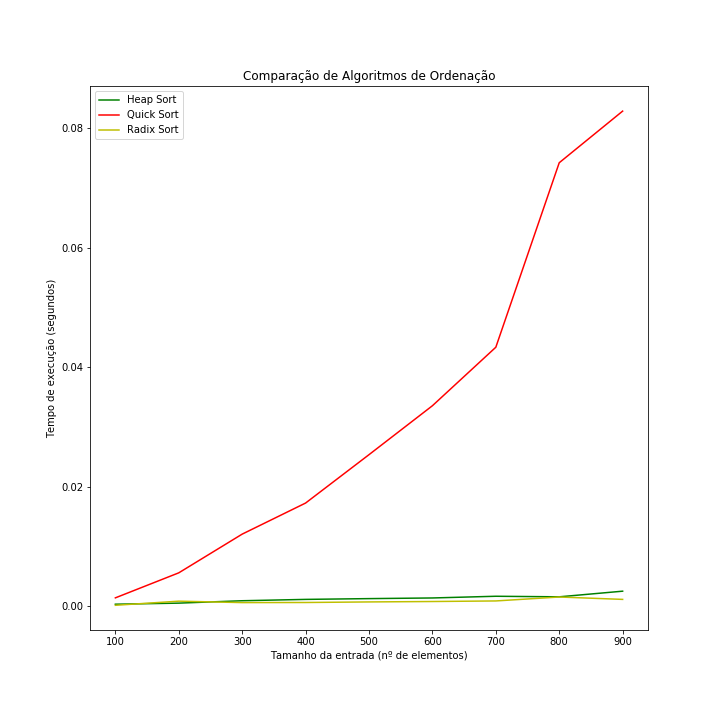 Comparação de Algoritmos de Ordenação
Heap Sort
Quick Sort
Radix Sort
0.08
0.06
0.04
0.02
0.00
Tempo de execução (segundos)
100 200 300 400 500 600 700 800 900
Tamanho da entrada (nº de elementos)